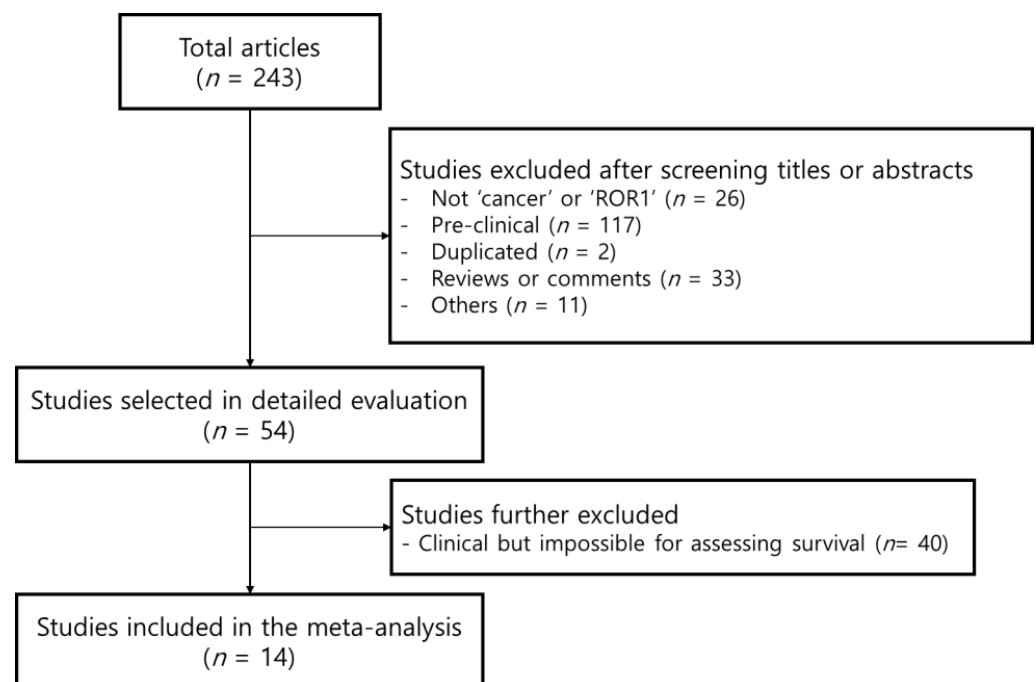 Total articles
(n = 243)
Studies excluded after screening titles or abstracts
- Not ‘cancer’ or ‘ROR1’ (n = 26)
- Pre-clinical (n = 117)
- Duplicated (n = 2)
- Reviews or comments (n = 33)
- Others (n = 11)
Studies selected in detailed evaluation
(n = 54)
Studies further excluded
- Clinical but impossible for assessing survival (n= 40)
Studies included in the meta-analysis
(n = 14)